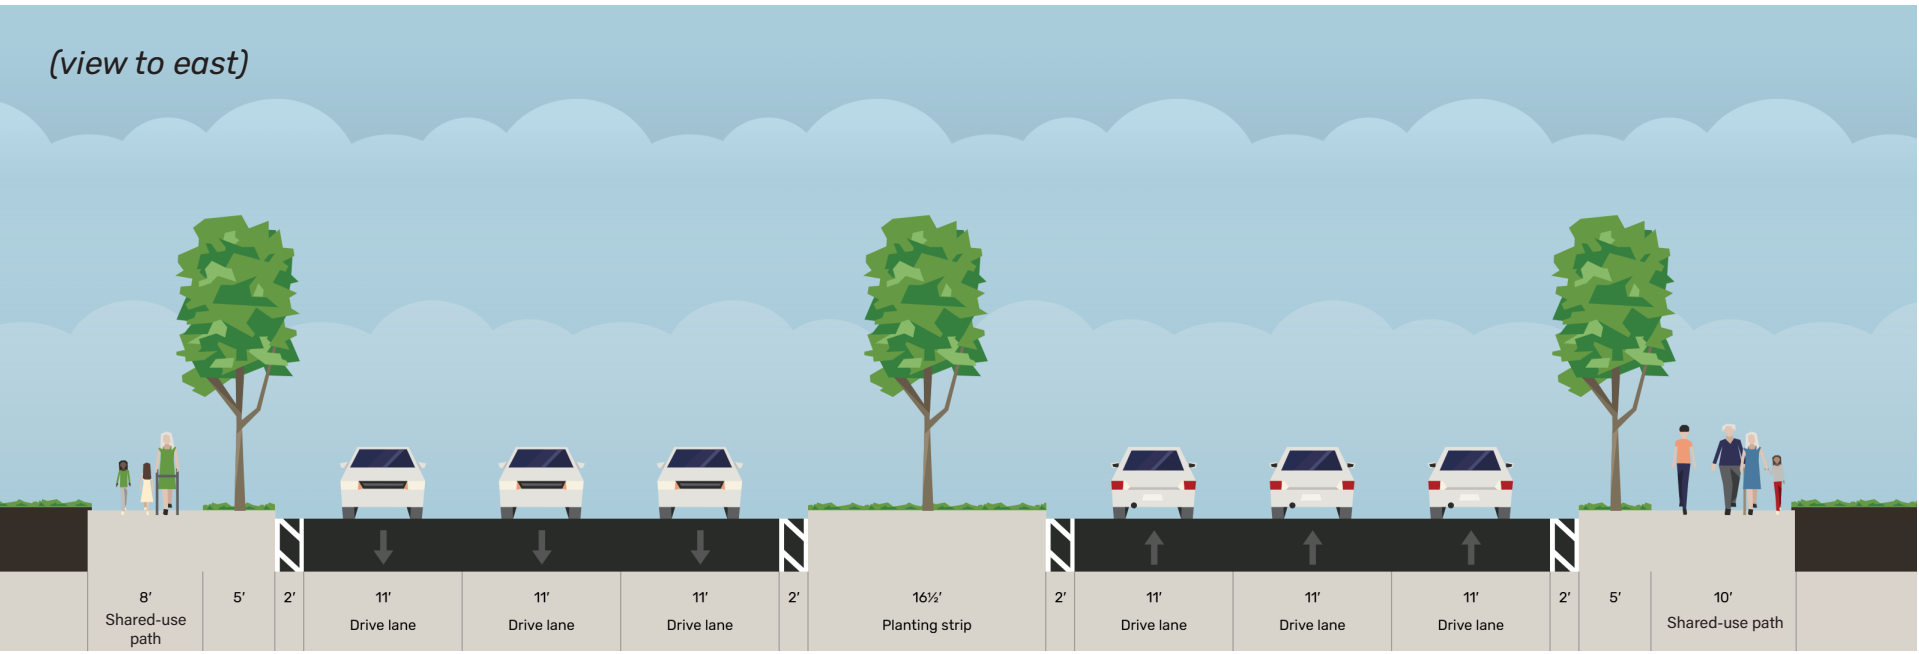 (view to east)
8' 5' 2' 11' 11' 11' 2' 16½' 2' 11' 11' 11' 2' 5' 10'
Shared-use
path
Drive lane Drive lane Drive lane Planting strip Drive lane Drive lane Drive lane Shared-use path